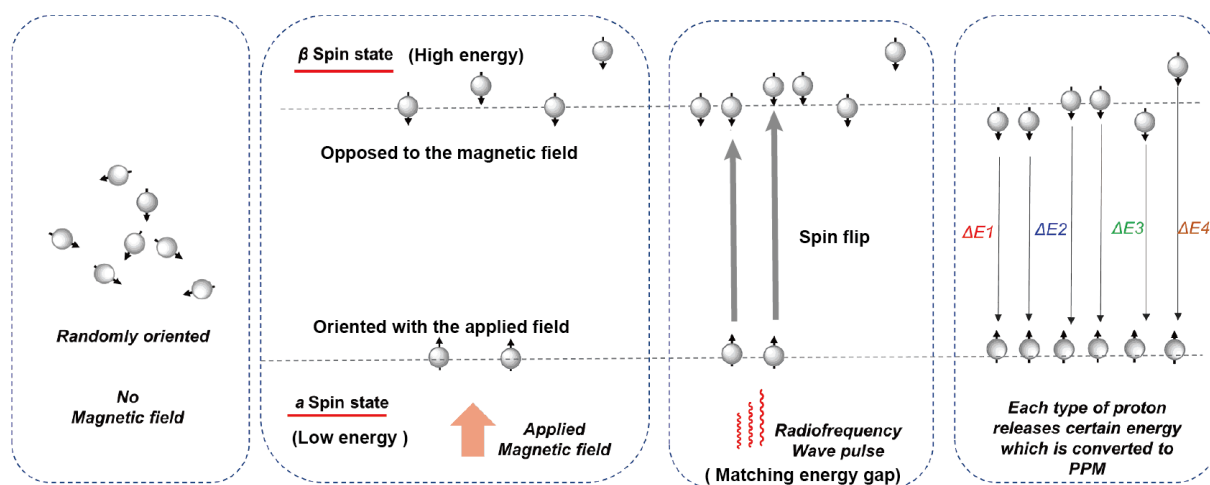 Randomly oriented
No
Magnetic field
β Spin state (High energy)
Opposed to the magnetic field
Oriented with the applied field
a Spin state
(Low energy )
Applied
Magnetic field
Spin flip
Radiofrequency
Wave pulse
( Matching energy gap)
ΔE1 ΔE2 ΔE3 ΔE4
Each type of proton
releases certain energy
which is converted to
PPM